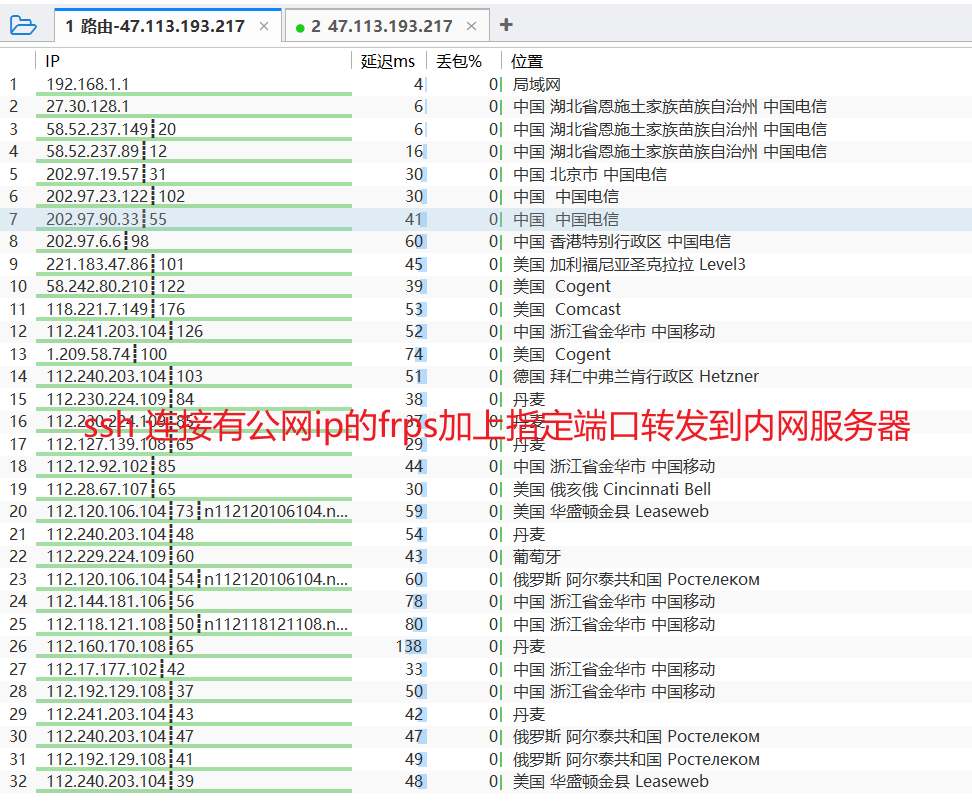 1 路由-47.113.193.217 × 2 47.113.193.217 × +
IP 延迟ms 丢包% 位置
1 192.168.1.1 4 0 局域网
2 27.30.128.1 6 0 中国 湖北省恩施土家族苗族自治州 中国电信
3 58.52.237.149┇20 6 0 中国 湖北省恩施土家族苗族自治州 中国电信
4 58.52.237.89┇12 16 0 中国 湖北省恩施土家族苗族自治州 中国电信
5 202.97.19.57┇31 30 0 中国 北京市 中国电信
6 202.97.23.122┇102 30 0 中国 中国电信
7 202.97.90.33┇55 41 0 中国 中国电信
8 202.97.6.6┇98 60 0 中国 香港特别行政区 中国电信
9 221.183.47.86┇101 45 0 美国 加利福尼亚圣克拉拉 Level3
10 58.242.80.210┇122 39 0 美国 Cogent
11 118.221.7.149┇176 53 0 美国 Comcast
12 112.241.203.104┇126 52 0 中国 浙江省金华市 中国移动
13 1.209.58.74┇100 74 0 美国 Cogent
14 112.240.203.104┇103 51 0 德国 拜仁中弗兰肯行政区 Hetzner
15 112.230.224.109┇84 38 0 丹麦
ssh 连接有公网ip的frps加上指定端口转发到内网服务器
16 112.230.224.109┇85 37 0 丹麦
17 112.127.139.108┇65 29 0 丹麦
18 112.12.92.102┇85 44 0 中国 浙江省金华市 中国移动
19 112.28.67.107┇65 30 0 美国 俄亥俄 Cincinnati Bell
20 112.120.106.104┇73┇n112120106104.n... 59 0 美国 华盛顿金县 Leaseweb
21 112.240.203.104┇48 54 0 丹麦
22 112.229.224.109┇60 43 0 葡萄牙
23 112.120.106.104┇54┇n112120106104.n... 60 0 俄罗斯 阿尔泰共和国 Ростелеком
24 112.144.181.106┇56 78 0 中国 浙江省金华市 中国移动
25 112.118.121.108┇50┇n112118121108.n... 80 0 中国 浙江省金华市 中国移动
26 112.160.170.108┇65 138 0 丹麦
27 112.17.177.102┇42 33 0 中国 浙江省金华市 中国移动
28 112.192.129.108┇37 50 0 中国 浙江省金华市 中国移动
29 112.241.203.104┇43 42 0 丹麦
30 112.240.203.104┇47 47 0 俄罗斯 阿尔泰共和国 Ростелеком
31 112.192.129.108┇41 49 0 俄罗斯 阿尔泰共和国 Ростелеком
32 112.240.203.104┇39 48 0 美国 华盛顿金县 Leaseweb